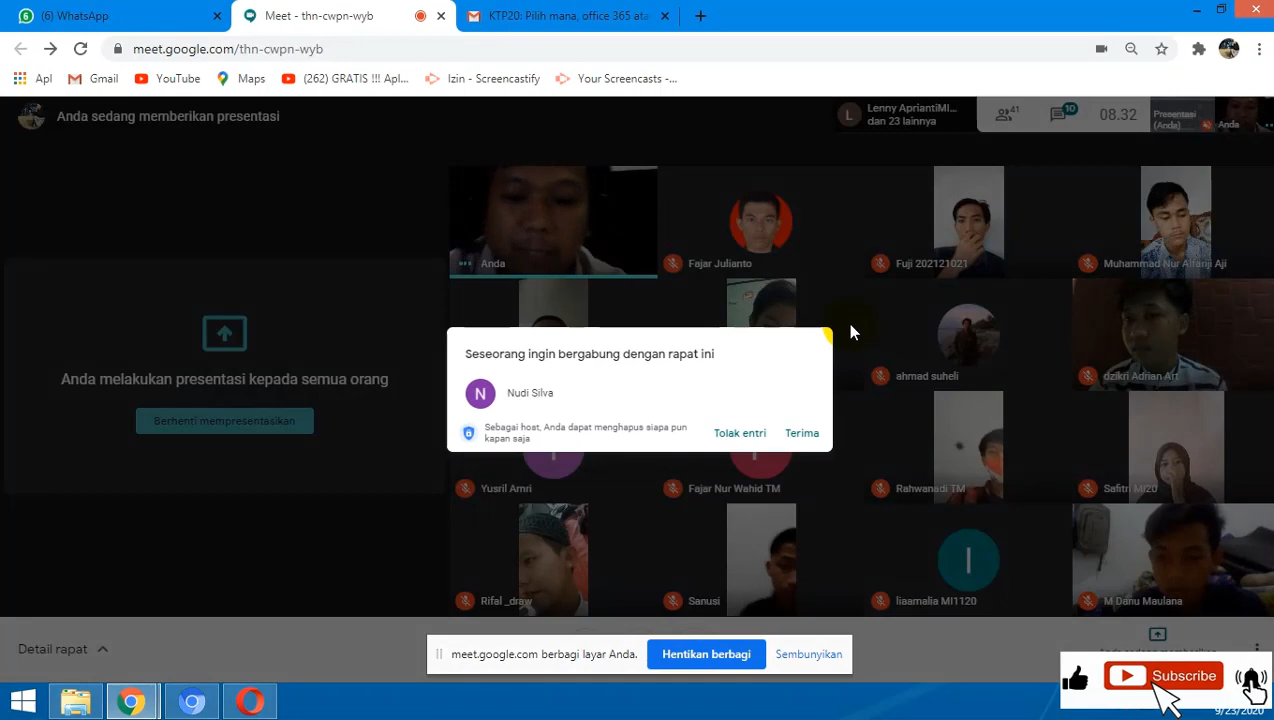 (6) WhatsApp
Meet - thn-cwpn-wyb
KTP20: Pilih mana, office 365 ata
meet.google.com/thn-cwpn-wyb
Apl
Gmail
YouTube
Maps
(262) GRATIS !!! Apl...
Izin - Screencastify
Your Screencasts -...
Anda sedang memberikan presentasi
L
Lenny ApriantiMI...
dan 23 lainnya
41
10
08.32
Presentasi
(Anda)
Anda
Anda
Fajar Julianto
Fuji 202121021
Muhammad Nur Alfanji Aji
Anda melakukan presentasi kepada semua orang
Berhenti mempresentasikan
Seseorang ingin bergabung dengan rapat ini
N
Nudi Silva
Sebagai host, Anda dapat menghapus siapa pun
kapan saja
Tolak entri
Terima
ahmad suheli
dzikri Adrian Art
Yusril Amri
Fajar Nur Wahid TM
Rahwanadi TM
Safitri MI20
Rifal _draw
Sanusi
I
liaamalia MI1120
M Danu Maulana
Detail rapat
meet.google.com berbagi layar Anda.
Hentikan berbagi
Sembunyikan
Subscribe
9/23/2020